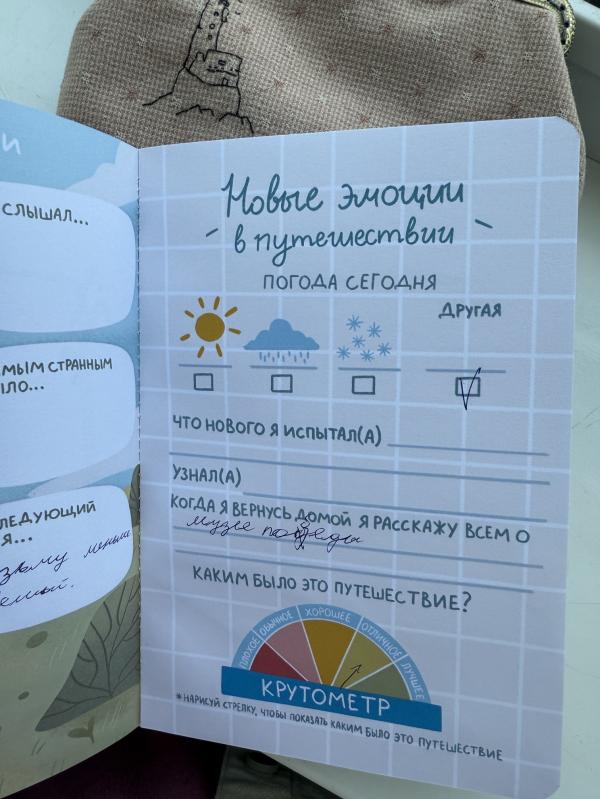 И
СЛЫШАЛ...
МЫМ СТРАННЫМ
ЛО...
ЛЕДУЮЩИЙ
Я...
Новые эмоции
в путешествии
ПОГОДА СЕГОДНЯ
ДРУГАЯ
ЧТО НОВОГО Я ИСПЫТАЛ(А)
УЗНАЛ(А)
КОГДА Я ВЕРНУСЬ ДОМОЙ Я РАССКАЖУ ВСЕМ О
музее победы
КАКИМ БЫЛО ЭТО ПУТЕШЕСТВИЕ?
ПЛОХОЕ ОБЫЧНОЕ ХОРОШЕЕ ОТЛИЧНОЕ ЛУЧШЕЕ
КРУТОМЕТР
*НАРИСУЙ СТРЕЛКУ, ЧТОБЫ ПОКАЗАТЬ КАКИМ БЫЛО ЭТО ПУТЕШЕСТВИЕ